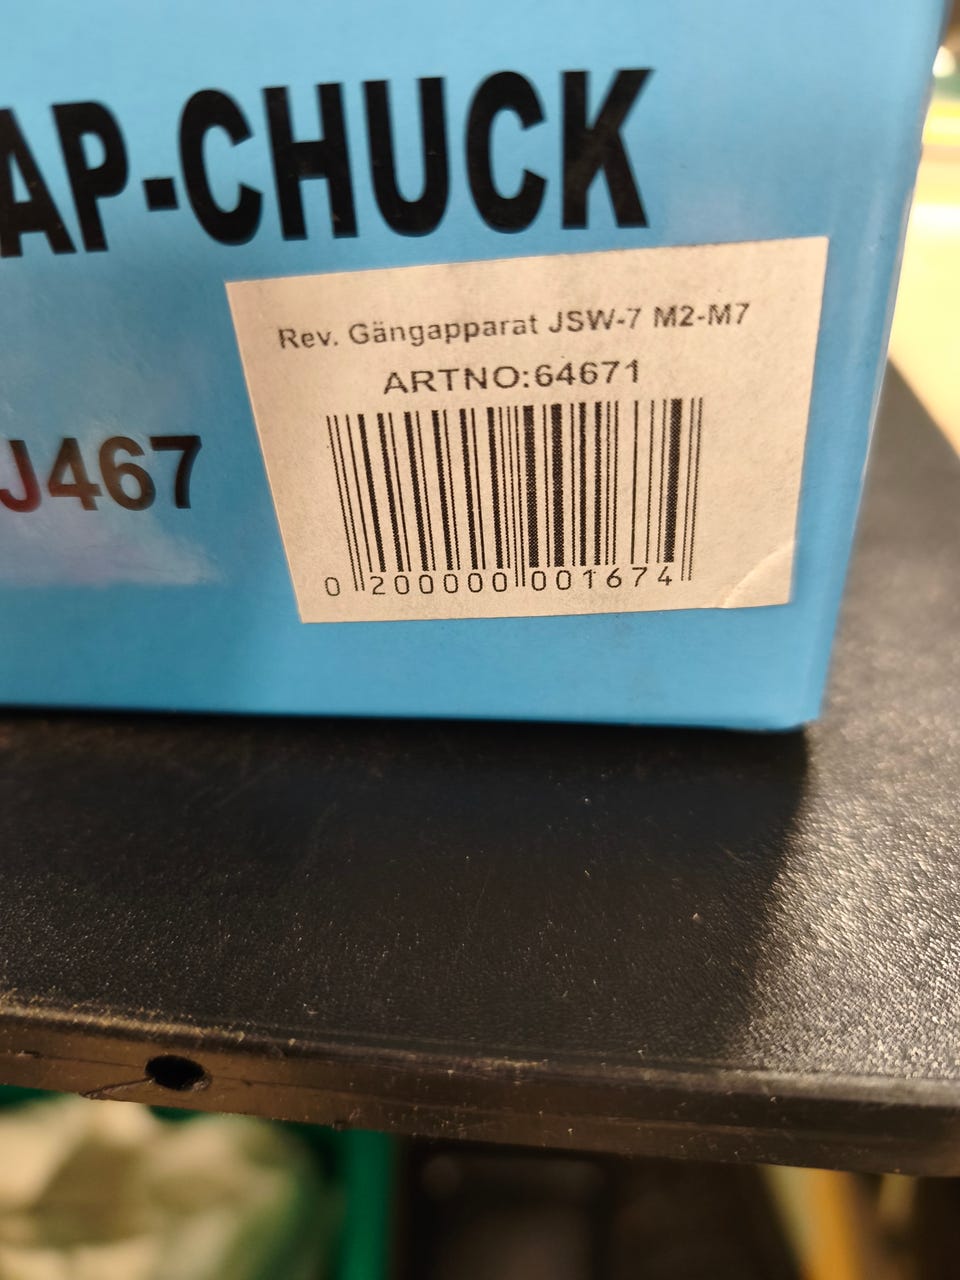 AP-CHUCK
Rev. Gängapparat JSW-7 M2-M7
ARTNO:64671
J467
0 200000 001674